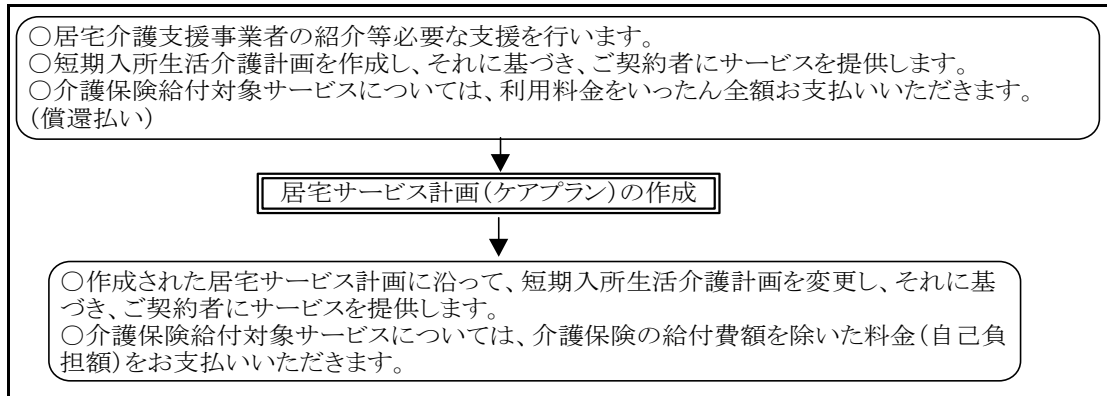 ○居宅介護支援事業者の紹介等必要な支援を行います。
○短期入所生活介護計画を作成し、それに基づき、ご契約者にサービスを提供します。
○介護保険給付対象サービスについては、利用料金をいったん全額お支払いいただきます。
(償還払い)
居宅サービス計画(ケアプラン)の作成
○作成された居宅サービス計画に沿って、短期入所生活介護計画を変更し、それに基
づき、ご契約者にサービスを提供します。
○介護保険給付対象サービスについては、介護保険の給付費額を除いた料金(自己負
担額)をお支払いいただきます。